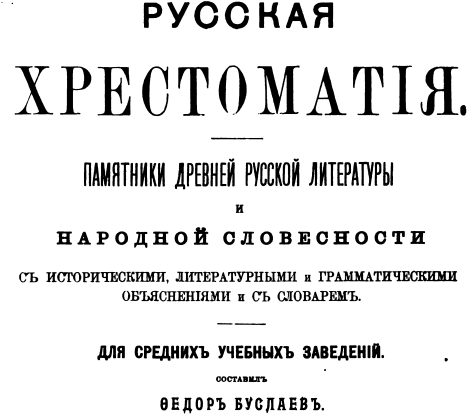 РУССКАЯ
ХРЕСТОМАТІЯ.
ПАМЯТНИКИ ДРЕВНЕЙ РУССКОЙ ЛИТЕРАТУРЫ
И
НАРОДНОЙ СЛОВЕСНОСТИ
СЪ ИСТОРИЧЕСКИМИ, ЛИТЕРАТУРНЫМИ и ГРАММАТИЧЕСКИМИ
ОБЪЯСНЕНІЯМИ и СЪ СЛОВАРЕМЪ.
ДЛЯ СРЕДНИХЪ УЧЕБНЫХЪ ЗАВЕДЕНІЙ.
СОСТАВИЛЪ
ѲЕДОРЪ БУСЛАЕВЪ.